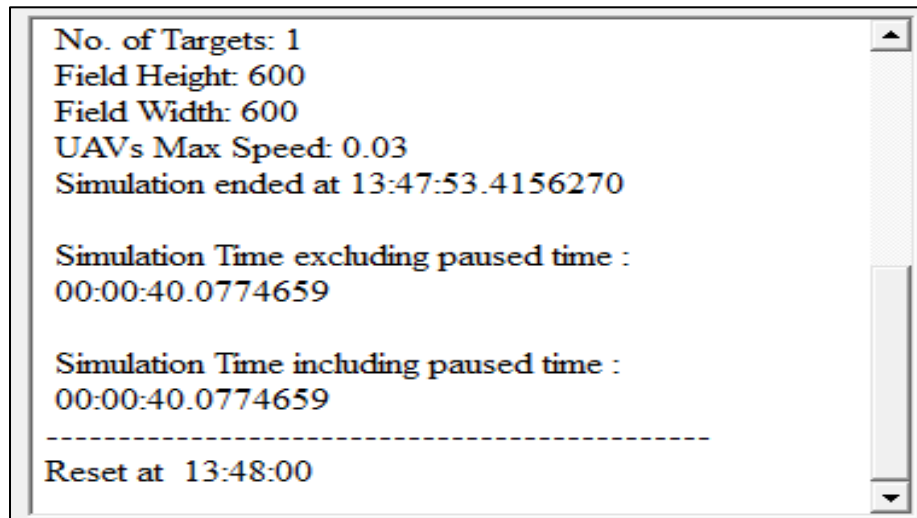 No. of Targets: 1
Field Height: 600
Field Width: 600
UAVs Max Speed: 0.03
Simulation ended at 13:47:53.4156270
Simulation Time excluding paused time :
00:00:40.0774659
Simulation Time including paused time :
00:00:40.0774659
-----------------------------------------------
Reset at  13:48:00